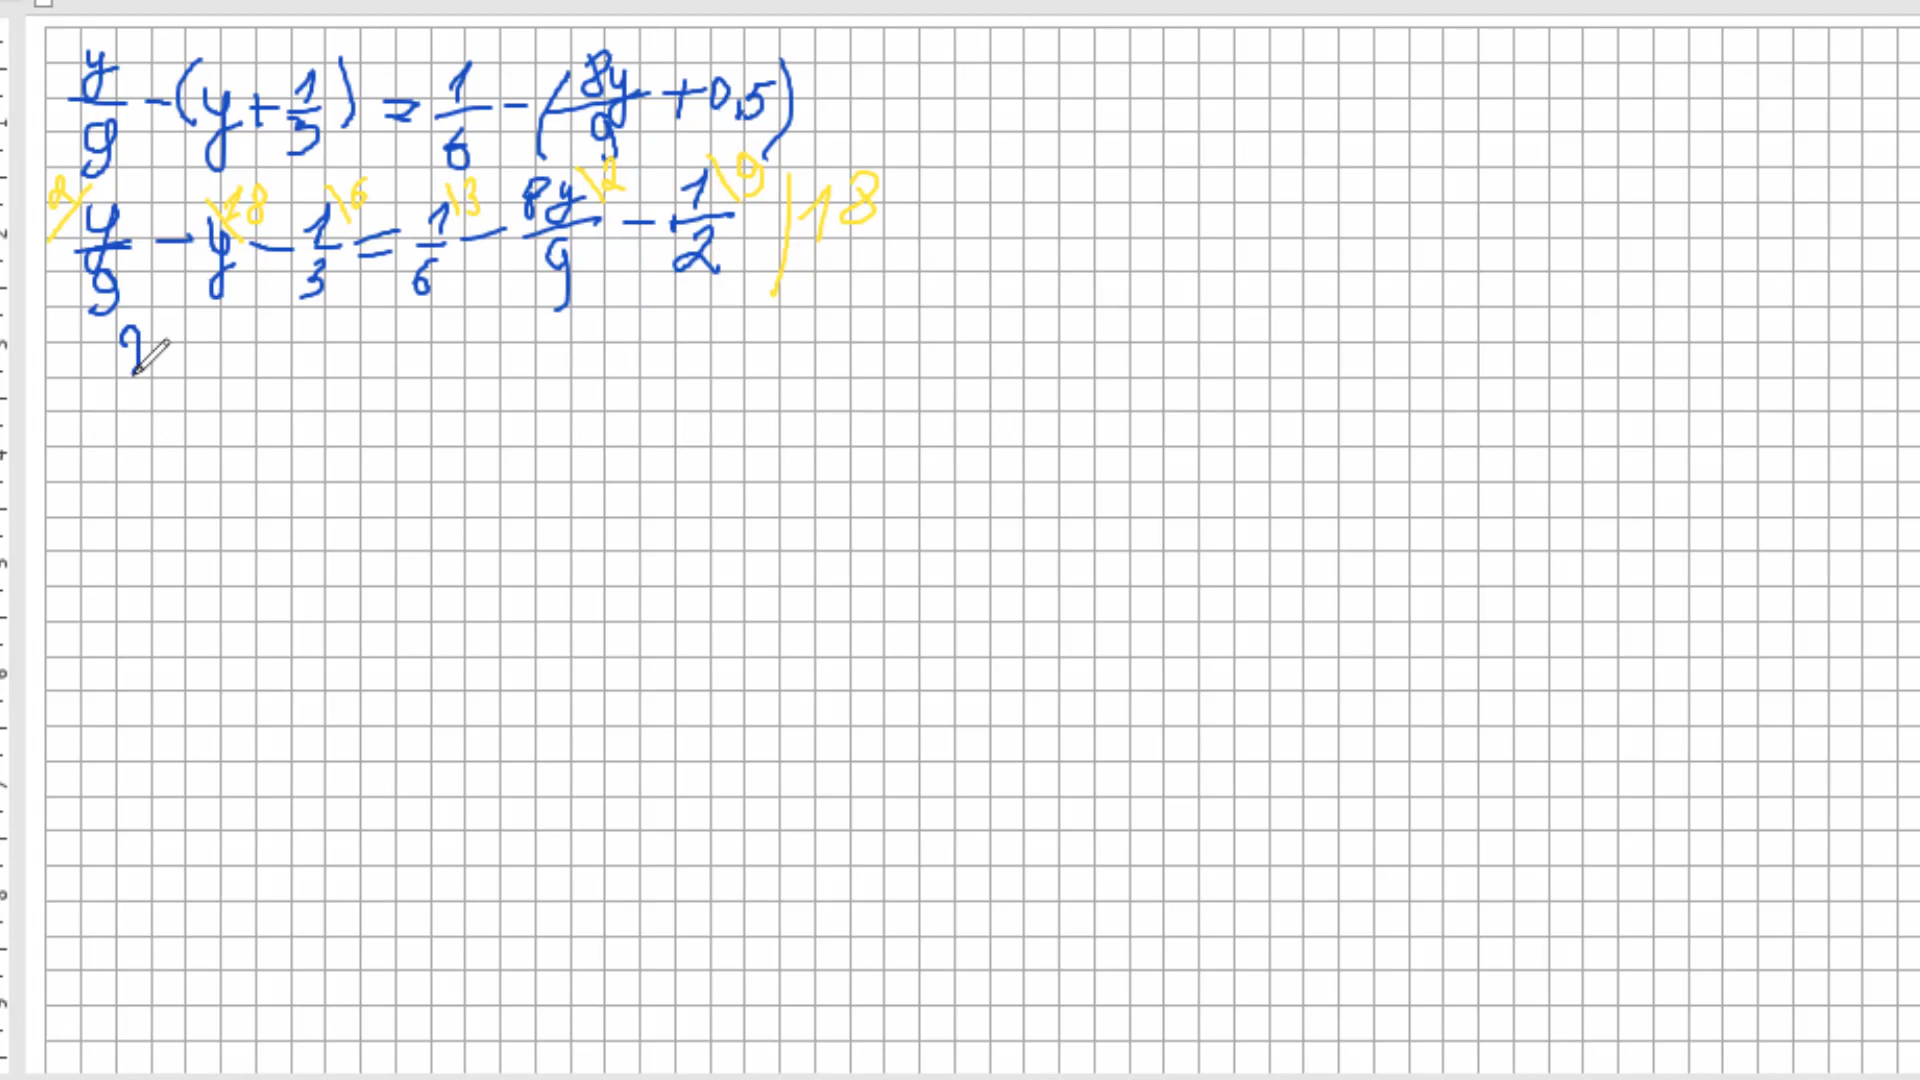 y/9 - (y + 1/3) = 1/6 - (8y/9 + 0,5)
2/ y/9 - y \18 - 1/3 \6 = 1/6 \3 - 8y/9 \2 - 1/2 \9 ) 18
2